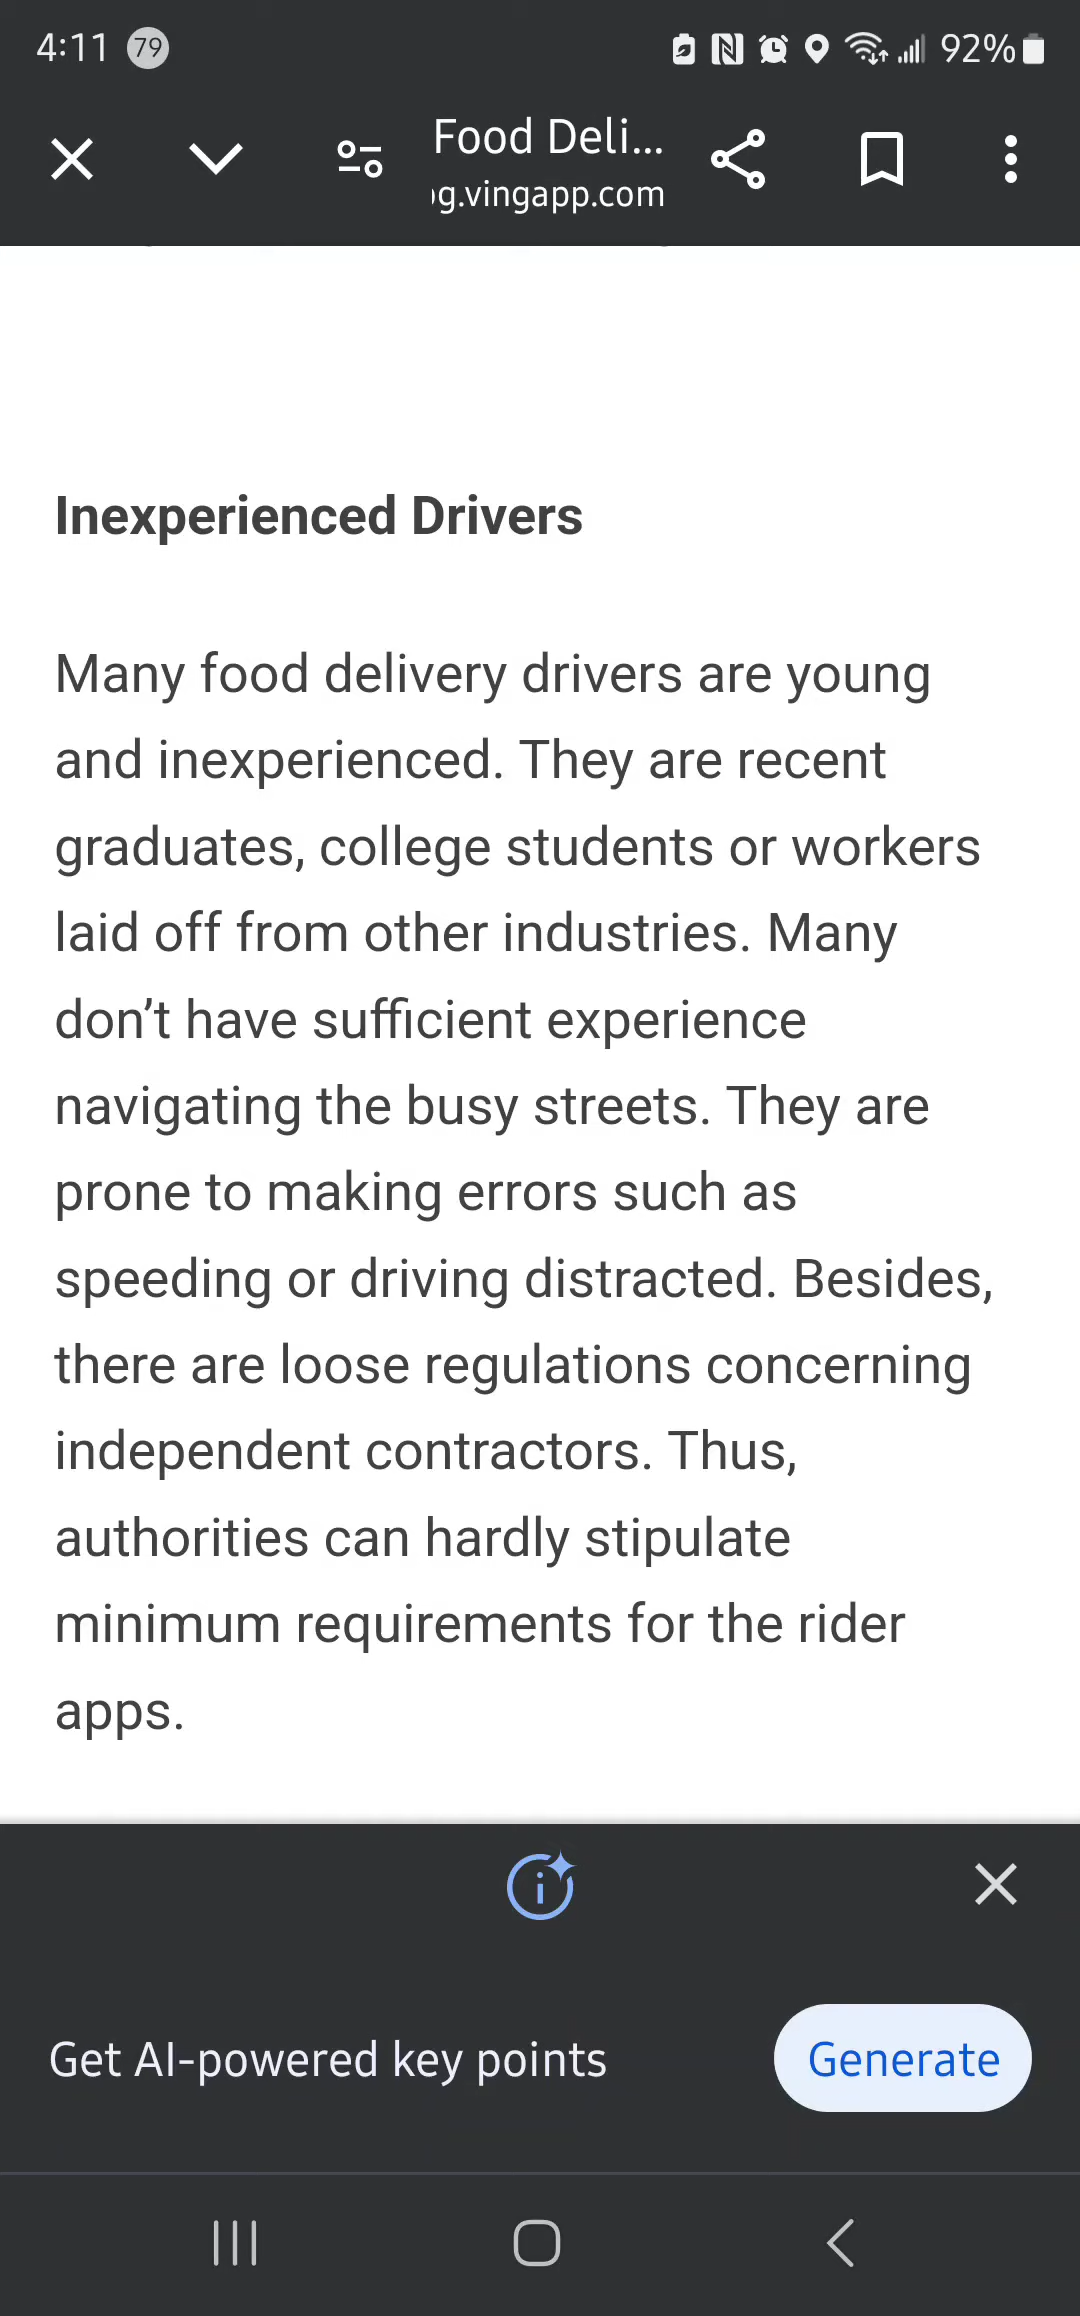 4:11 79 92%
Food Deli...
g.vingapp.com
Inexperienced Drivers
Many food delivery drivers are young
and inexperienced. They are recent
graduates, college students or workers
laid off from other industries. Many
don’t have sufficient experience
navigating the busy streets. They are
prone to making errors such as
speeding or driving distracted. Besides,
there are loose regulations concerning
independent contractors. Thus,
authorities can hardly stipulate
minimum requirements for the rider
apps.
Get AI-powered key points
Generate